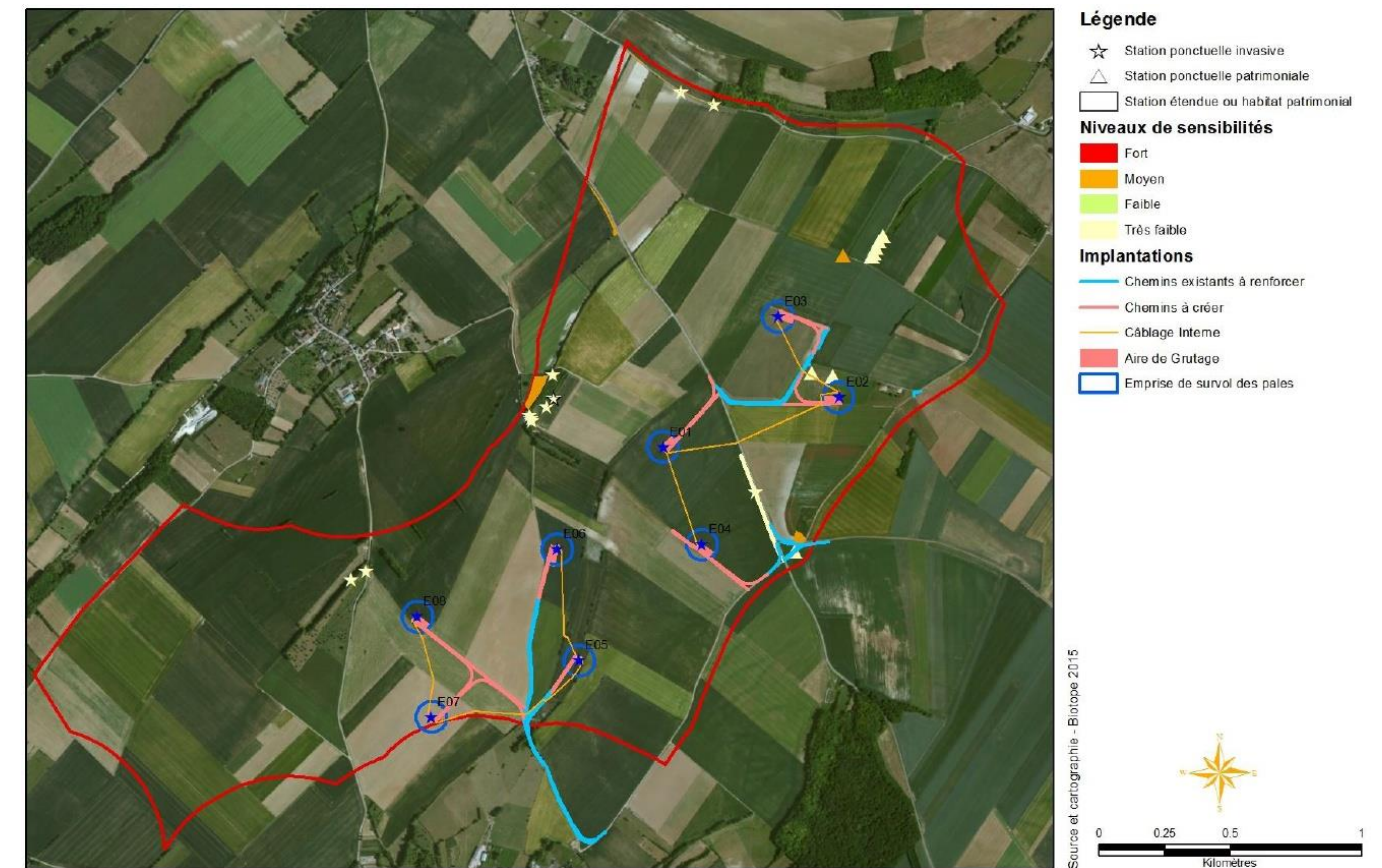 Légende
Station ponctuelle invasive
Station ponctuelle patrimoniale
Station étendue ou habitat patrimonial
Niveaux de sensibilités
Fort
Moyen
Faible
Très faible
Implantations
Chemins existants à renforcer
Chemins à créer
Câblage Interne
Aire de Grutage
Emprise de survol des pales
E03
E02
E01
E04
E06
E05
E08
E07
Source et cartographie - Biotope 2015
N
W E
S
0 0.25 0.5 1
Kilomètres